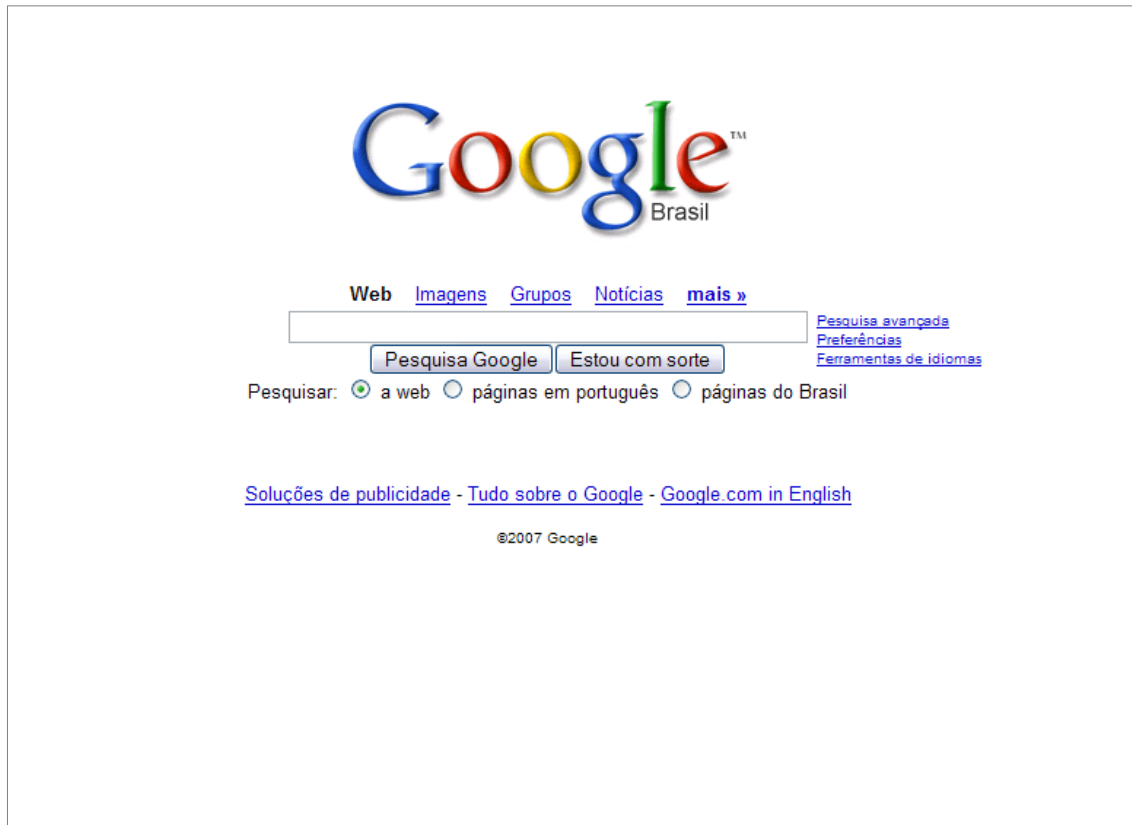 Google™
Brasil
Web Imagens Grupos Notícias mais »
Pesquisa avançada
Preferências
Ferramentas de idiomas
Pesquisa Google Estou com sorte
Pesquisar: a web páginas em português páginas do Brasil
Soluções de publicidade - Tudo sobre o Google - Google.com in English
©2007 Google